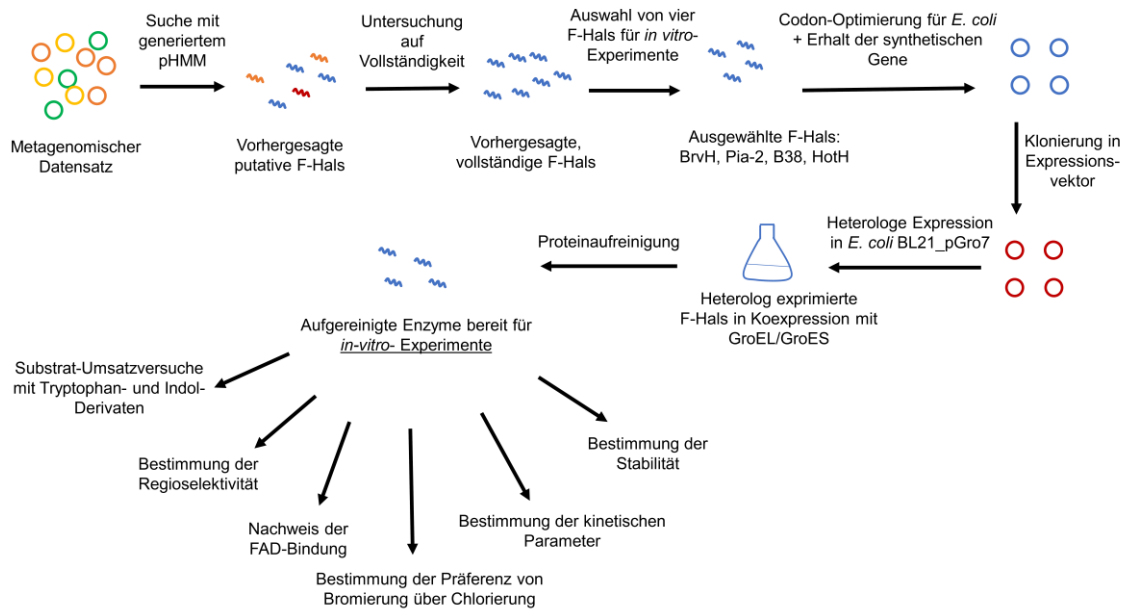 Suche mit
generiertem
pHMM
Untersuchung
auf
Vollständigkeit
Auswahl von vier
F-Hals für in vitro-
Experimente
Codon-Optimierung für E. coli
+ Erhalt der synthetischen
Gene
Metagenomischer
Datensatz
Vorhergesagte
putative F-Hals
Vorhergesagte,
vollständige F-Hals
Ausgewählte F-Hals:
BrvH, Pia-2, B38, HotH
Klonierung in
Expressions-
vektor
Heterologe Expression
in E. coli BL21_pGro7
Proteinaufreinigung
Heterolog exprimierte
F-Hals in Koexpression mit
GroEL/GroES
Aufgereinigte Enzyme bereit für
in-vitro- Experimente
Substrat-Umsatzversuche
mit Tryptophan- und Indol-
Derivaten
Bestimmung der
Regioselektivität
Nachweis der
FAD-Bindung
Bestimmung der Präferenz von
Bromierung über Chlorierung
Bestimmung der kinetischen
Parameter
Bestimmung der
Stabilität